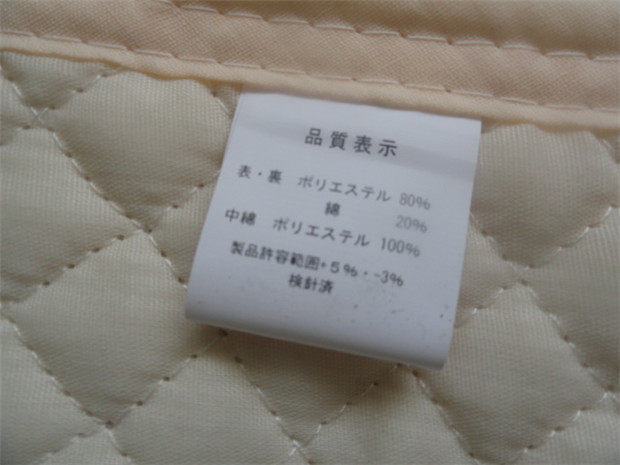 品質表示
表・裏 ポリエステル 80%
綿 20%
中綿 ポリエステル 100%
製品許容範囲+5%・-3%
検針済